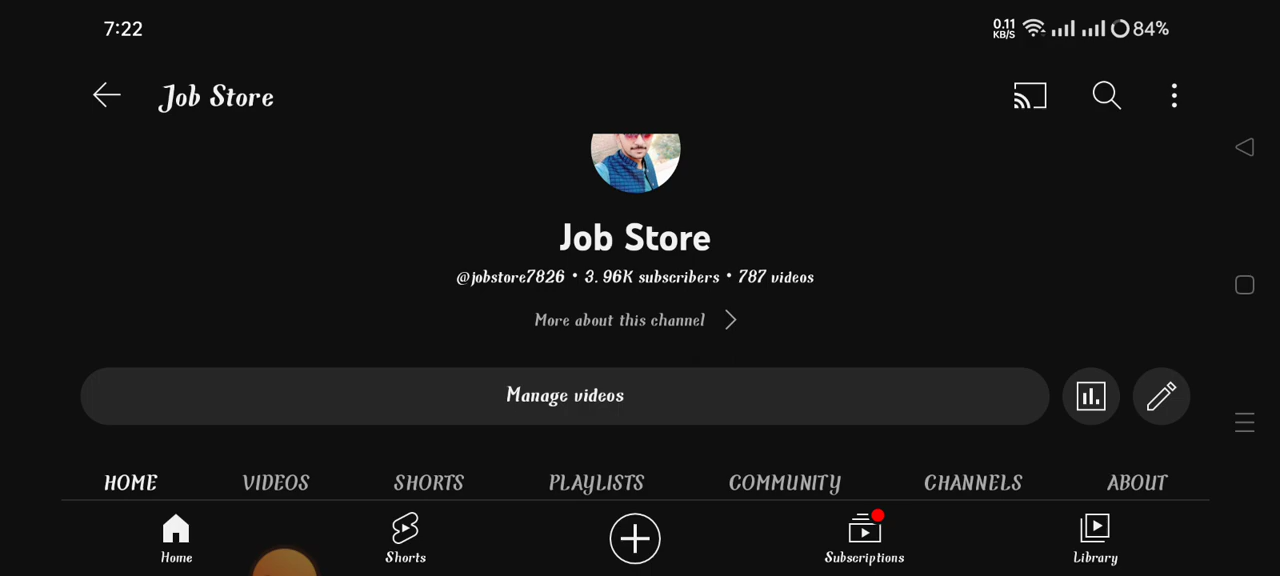 7:22
0.11 KB/S 84%
Job Store
Job Store
@jobstore7826 • 3.96K subscribers • 787 videos
More about this channel
Manage videos
HOME VIDEOS SHORTS PLAYLISTS COMMUNITY CHANNELS ABOUT
Home Shorts Subscriptions Library